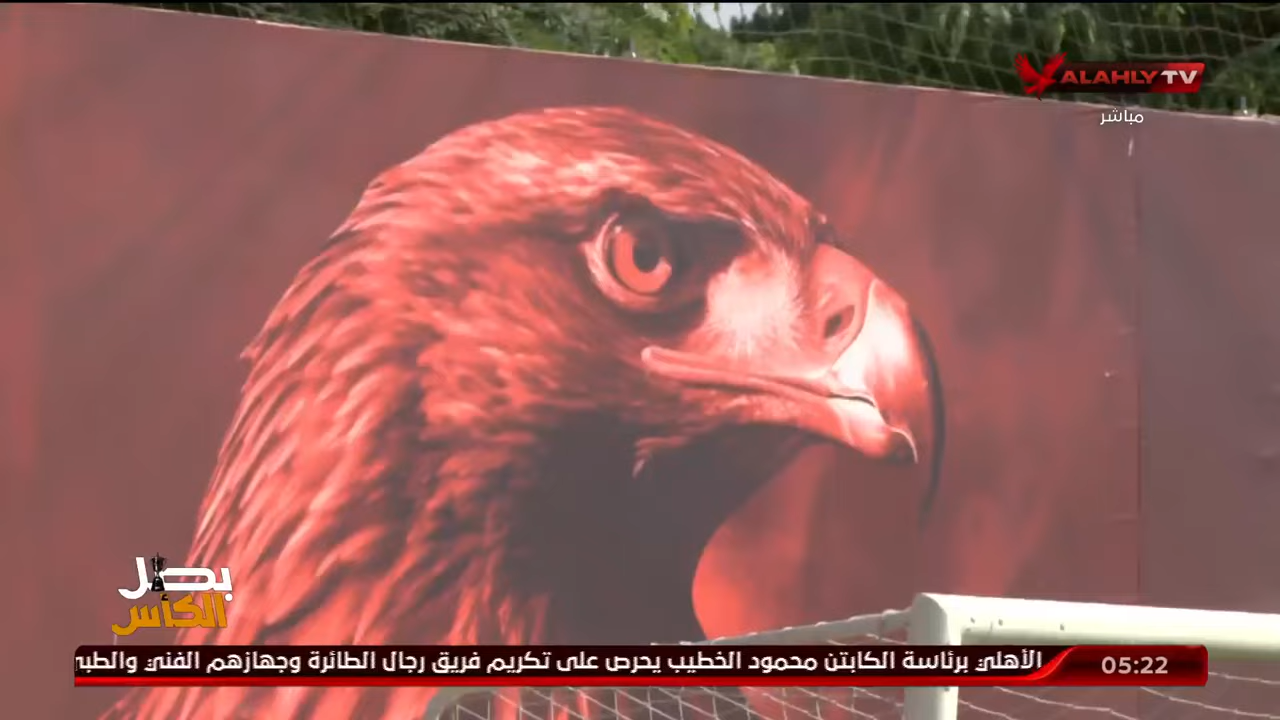 ALAHLY TV
مباشر
بطل
الكأس
الأهلي برئاسة الكابتن محمود الخطيب يحرص على تكريم فريق رجال الطائرة وجهازهم الفني والطبي
05:22